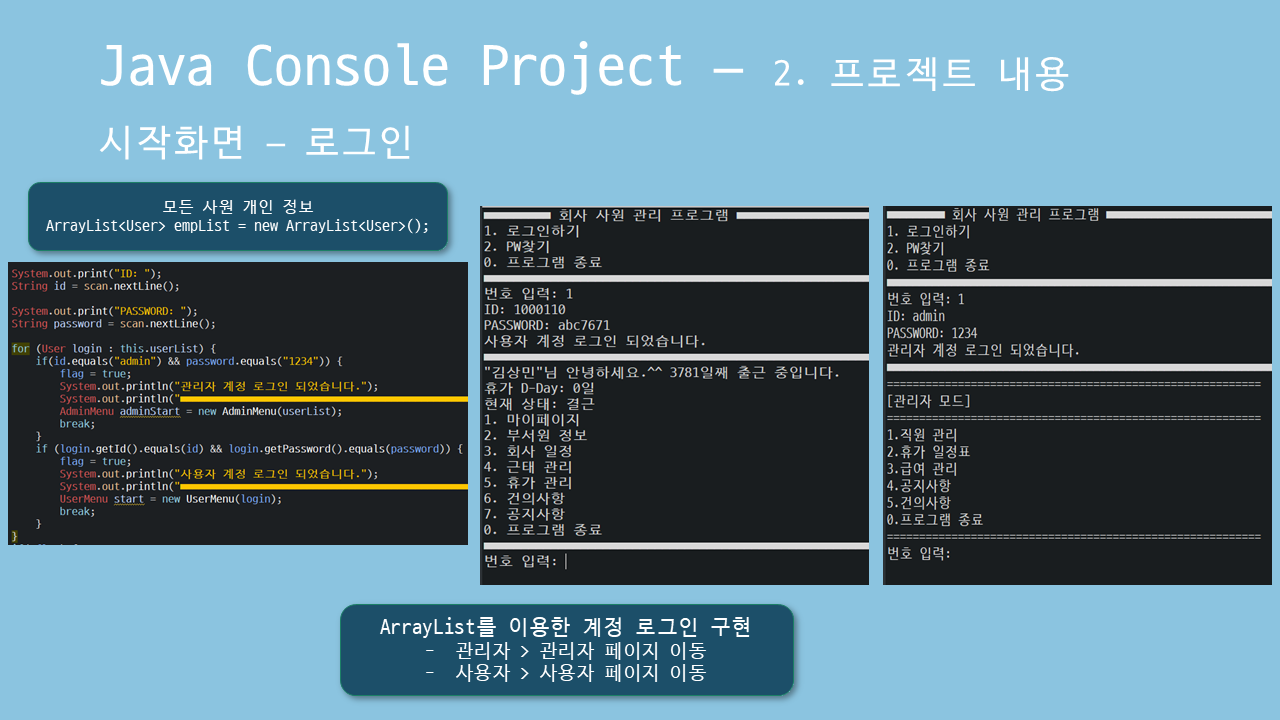 Java Console Project – 2. 프로젝트 내용
시작화면 – 로그인
모든 사원 개인 정보
ArrayList<User> empList = new ArrayList<User>();
System.out.print("ID: ");
String id = scan.nextLine();
System.out.print("PASSWORD: ");
String password = scan.nextLine();
for (User login : this.userList) {
if(id.equals("admin") && password.equals("1234")) {
flag = true;
System.out.println("관리자 계정 로그인 되었습니다.");
System.out.println("
AdminMenu adminStart = new AdminMenu(userList);
break;
}
if (login.getId().equals(id) && login.getPassword().equals(password)) {
flag = true;
System.out.println("사용자 계정 로그인 되었습니다.");
System.out.println("
UserMenu start = new UserMenu(login);
break;
}
}
회사 사원 관리 프로그램
1. 로그인하기
2. PW찾기
0. 프로그램 종료
번호 입력: 1
ID: 1000110
PASSWORD: abc7671
사용자 계정 로그인 되었습니다.
"김상민"님 안녕하세요.^^ 3781일째 출근 중입니다.
휴가 D-Day: 0일
현재 상태: 결근
1. 마이페이지
2. 부서원 정보
3. 회사 일정
4. 근태 관리
5. 휴가 관리
6. 건의사항
7. 공지사항
0. 프로그램 종료
번호 입력:
회사 사원 관리 프로그램
1. 로그인하기
2. PW찾기
0. 프로그램 종료
번호 입력: 1
ID: admin
PASSWORD: 1234
관리자 계정 로그인 되었습니다.
[관리자 모드]
1.직원 관리
2.휴가 일정표
3.급여 관리
4.공지사항
5.건의사항
0.프로그램 종료
번호 입력:
ArrayList를 이용한 계정 로그인 구현
- 관리자 > 관리자 페이지 이동
- 사용자 > 사용자 페이지 이동